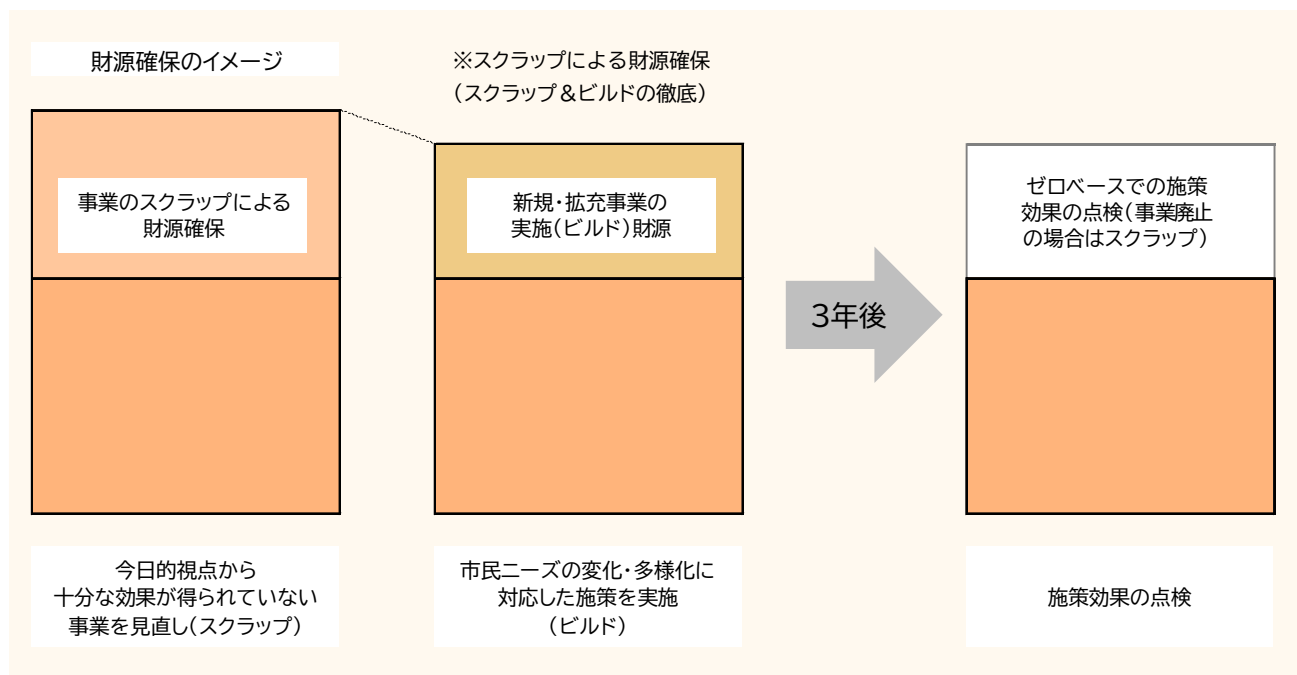 財源確保のイメージ
※スクラップによる財源確保
（スクラップ&ビルドの徹底）
事業のスクラップによる
財源確保
新規・拡充事業の
実施(ビルド)財源
3年後
ゼロベースでの施策
効果の点検(事業廃止
の場合はスクラップ)
今日的視点から
十分な効果が得られていない
事業を見直し(スクラップ)
市民ニーズの変化・多様化に
対応した施策を実施
(ビルド)
施策効果の点検